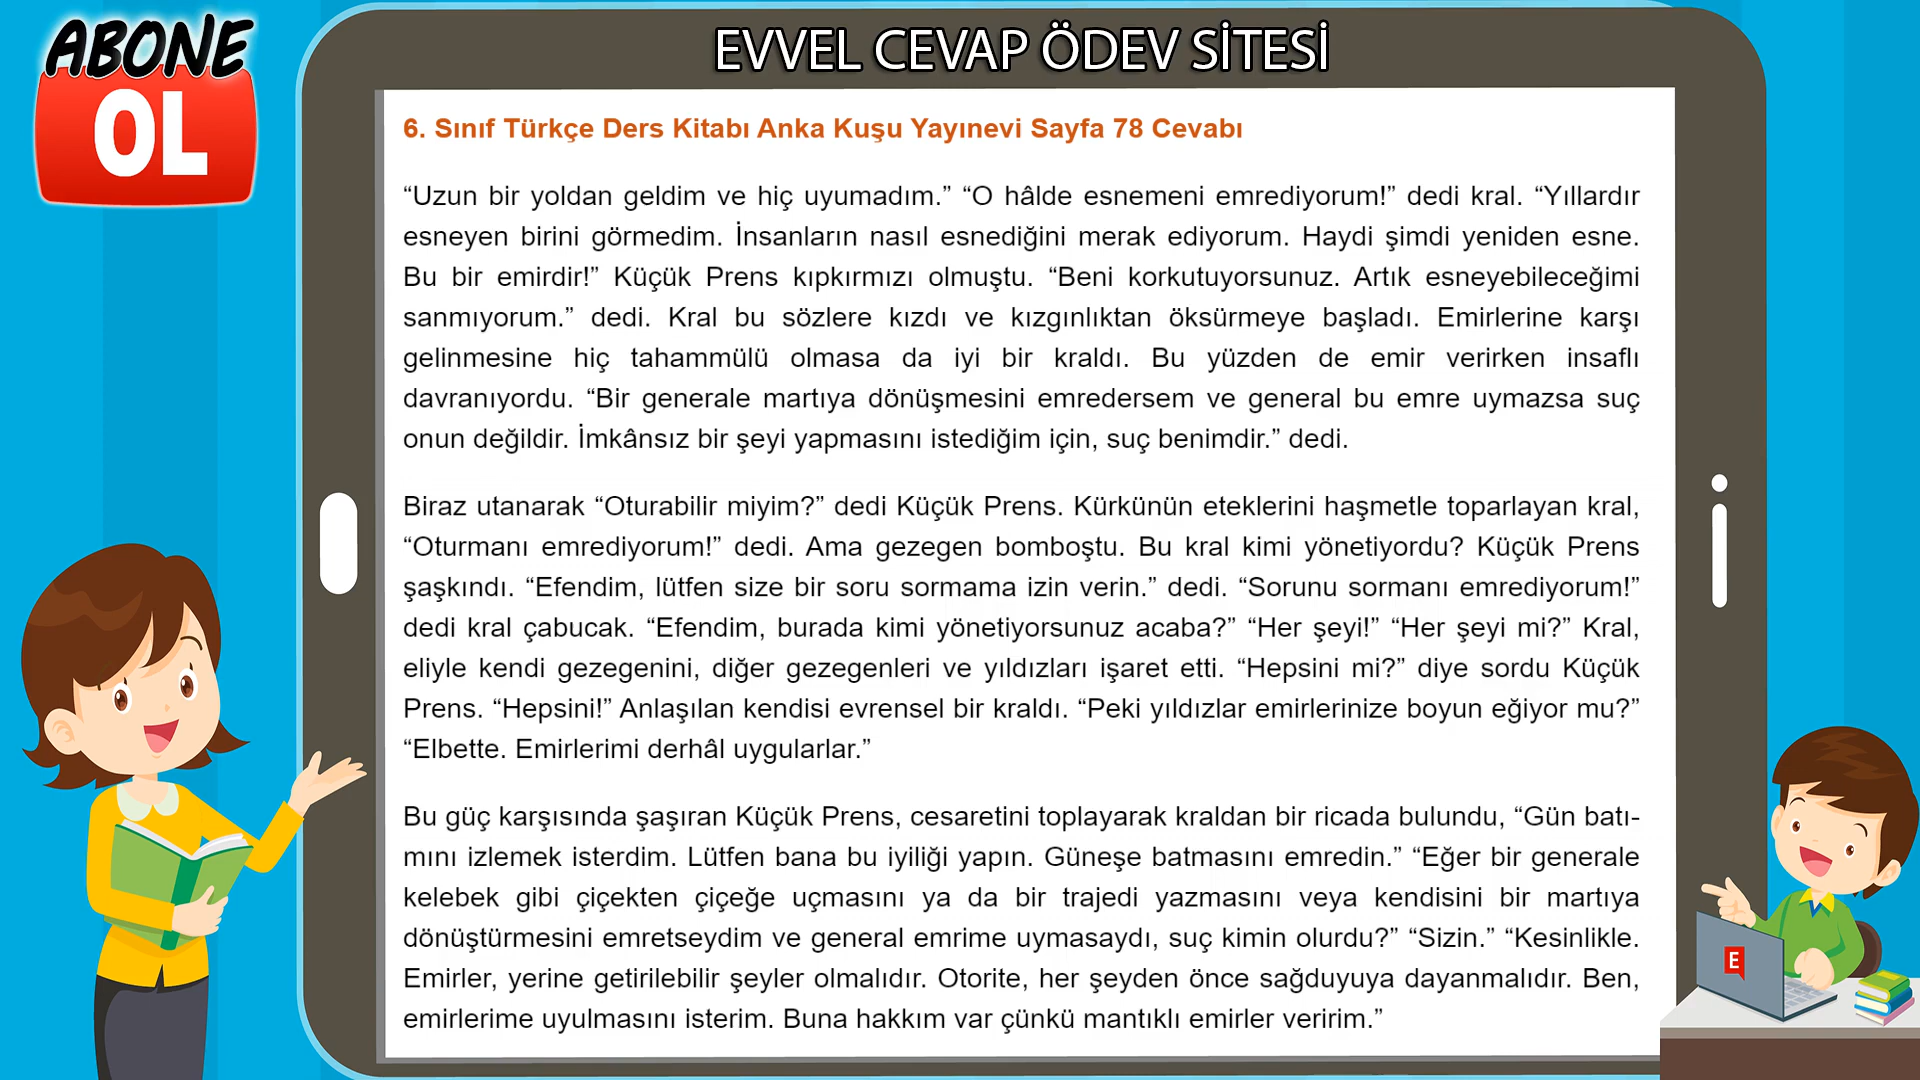 ABONE
OL
EVVEL CEVAP ÖDEV SİTESİ
6. Sınıf Türkçe Ders Kitabı Anka Kuşu Yayınevi Sayfa 78 Cevabı
“Uzun bir yoldan geldim ve hiç uyumadım.” “O hâlde esnemeni emrediyorum!” dedi kral. “Yıllardır
esneyen birini görmedim. İnsanların nasıl esnediğini merak ediyorum. Haydi şimdi yeniden esne.
Bu bir emirdir!” Küçük Prens kıpkırmızı olmuştu. “Beni korkutuyorsunuz. Artık esneyebileceğimi
sanmıyorum.” dedi. Kral bu sözlere kızdı ve kızgınlıktan öksürmeye başladı. Emirlerine karşı
gelinmesine hiç tahammülü olmasa da iyi bir kraldı. Bu yüzden de emir verirken insaflı
davranıyordu. “Bir generale martıya dönüşmesini emredersem ve general bu emre uymazsa suç
onun değildir. İmkânsız bir şeyi yapmasını istediğim için, suç benimdir.” dedi.
Biraz utanarak “Oturabilir miyim?” dedi Küçük Prens. Kürkünün eteklerini haşmetle toparlayan kral,
“Oturmanı emrediyorum!” dedi. Ama gezegen bomboştu. Bu kral kimi yönetiyordu? Küçük Prens
şaşkındı. “Efendim, lütfen size bir soru sormama izin verin.” dedi. “Sorunu sormanı emrediyorum!”
dedi kral çabucak. “Efendim, burada kimi yönetiyorsunuz acaba?” “Her şeyi!” “Her şeyi mi?” Kral,
eliyle kendi gezegenini, diğer gezegenleri ve yıldızları işaret etti. “Hepsini mi?” diye sordu Küçük
Prens. “Hepsini!” Anlaşılan kendisi evrensel bir kraldı. “Peki yıldızlar emirlerinize boyun eğiyor mu?”
“Elbette. Emirlerimi derhâl uygularlar.”
Bu güç karşısında şaşıran Küçük Prens, cesaretini toplayarak kraldan bir ricada bulundu, “Gün batı-
mını izlemek isterdim. Lütfen bana bu iyiliği yapın. Güneşe batmasını emredin.” “Eğer bir generale
kelebek gibi çiçekten çiçeğe uçmasını ya da bir trajedi yazmasını veya kendisini bir martıya
dönüştürmesini emretseydim ve general emrime uymasaydı, suç kimin olurdu?” “Sizin.” “Kesinlikle.
Emirler, yerine getirilebilir şeyler olmalıdır. Otorite, her şeyden önce sağduyuya dayanmalıdır. Ben,
emirlerime uyulmasını isterim. Buna hakkım var çünkü mantıklı emirler veririm.”
E